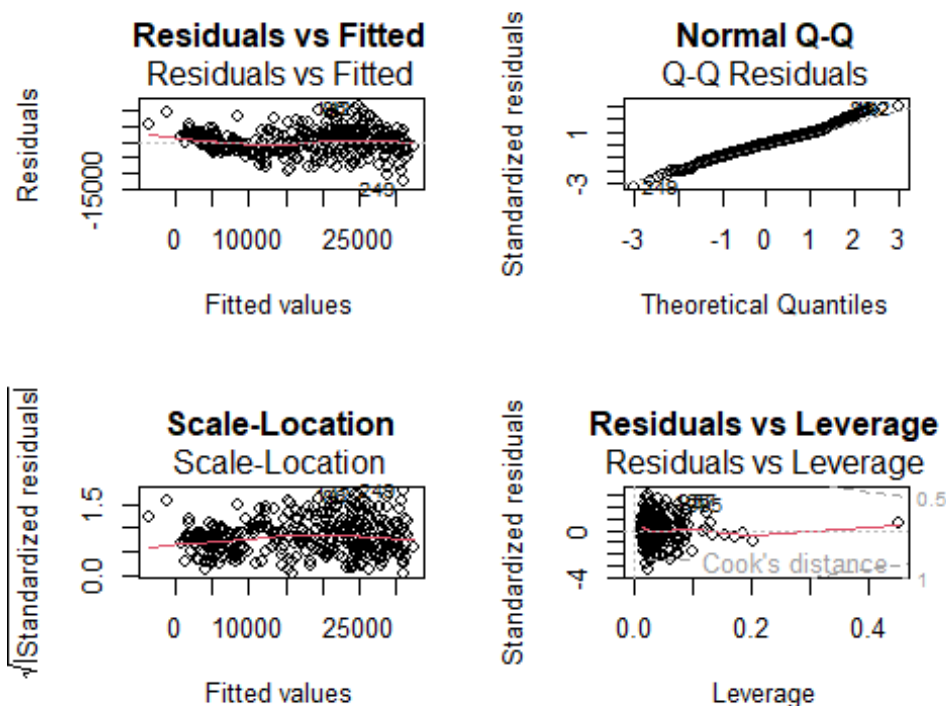 Residuals vs Fitted
Residuals vs Fitted
Residuals
-15000
249
0 10000 25000
Fitted values
Normal Q-Q
Q-Q Residuals
Standardized residuals
-3 1
249
-3 -1 0 1 2 3
Theoretical Quantiles
Scale-Location
Scale-Location
√|Standardized residuals|
0.0 1.5
249
0 10000 25000
Fitted values
Residuals vs Leverage
Residuals vs Leverage
Standardized residuals
-4 0
Cook's distance
0.5
1
0.0 0.2 0.4
Leverage